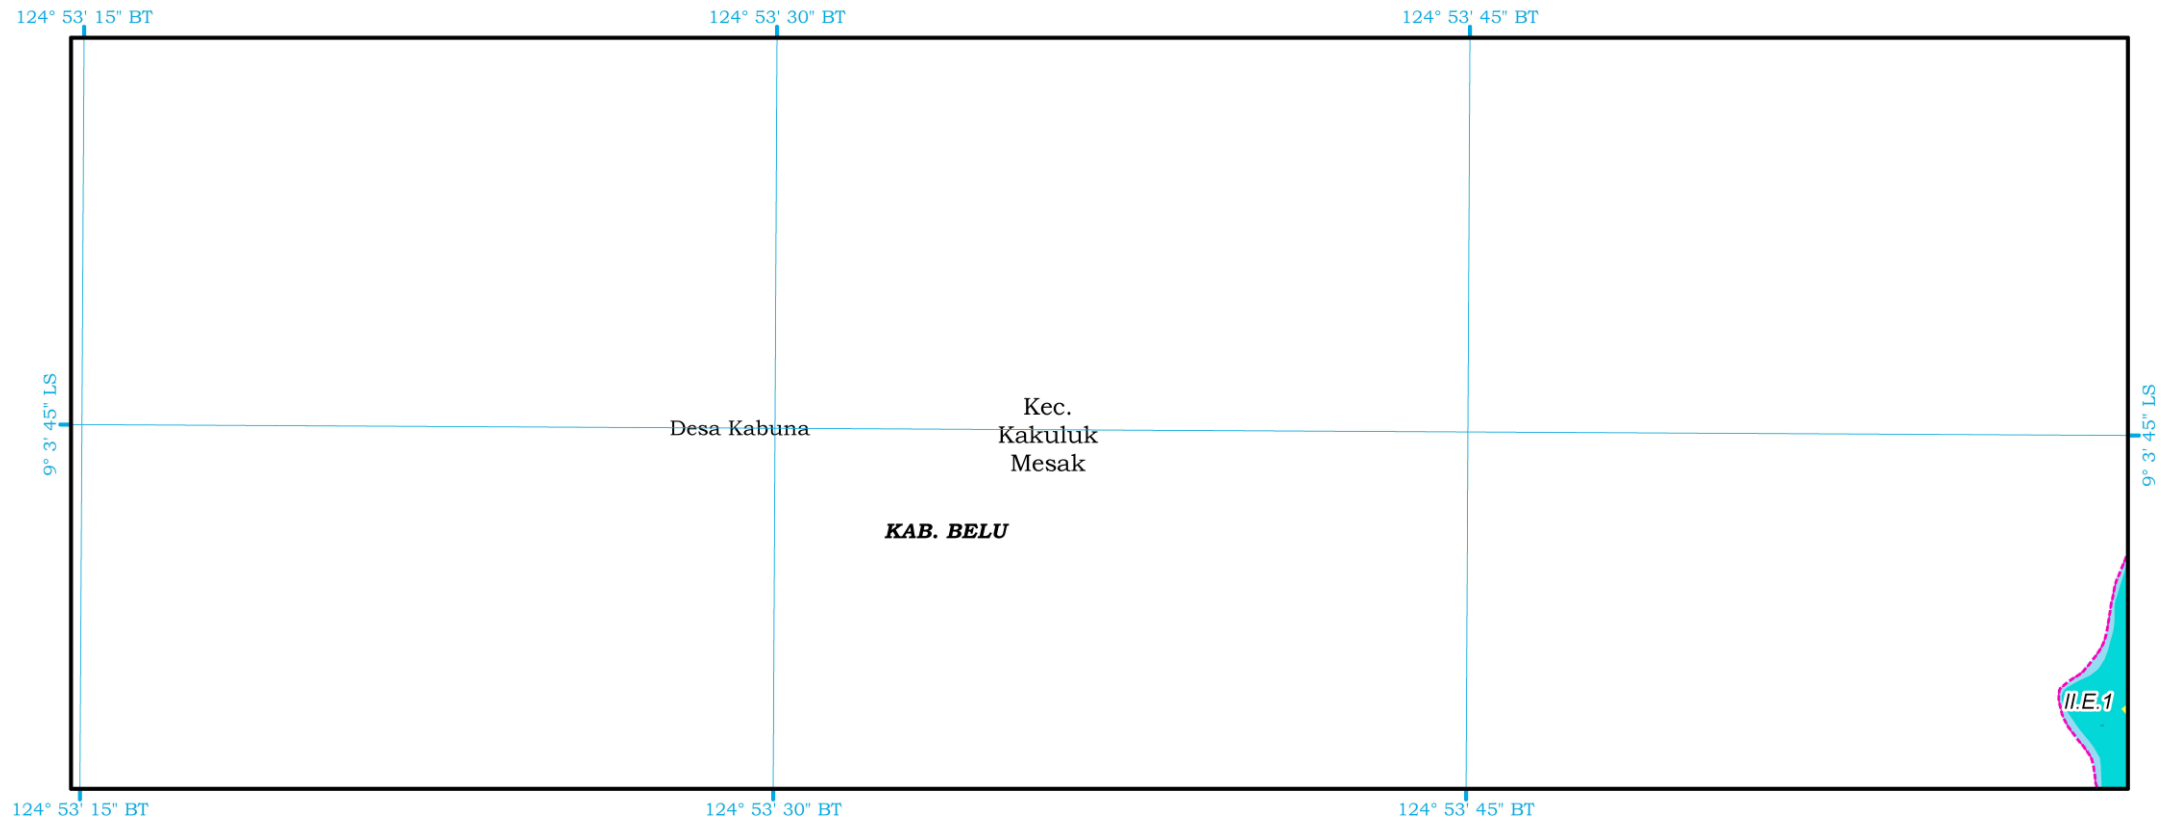 124° 53' 15" BT
124° 53' 30" BT
124° 53' 45" BT
9° 3' 45" LS
9° 3' 45" LS
Desa Kabuna
Kec.
Kakuluk
Mesak
KAB. BELU
II.E.1
124° 53' 15" BT
124° 53' 30" BT
124° 53' 45" BT